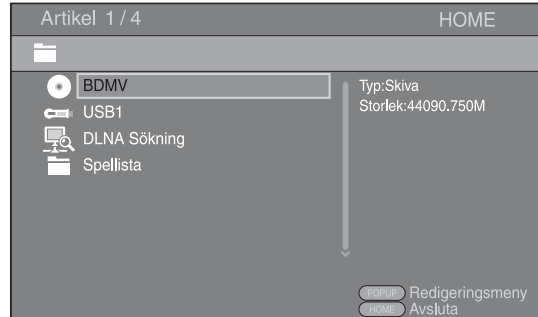 Artikel 1 / 4 HOME
BDMV
USB1
DLNA Sökning
Spellista
Typ:Skiva
Storlek:44090.750M
POPUP Redigeringsmeny
HOME Avsluta